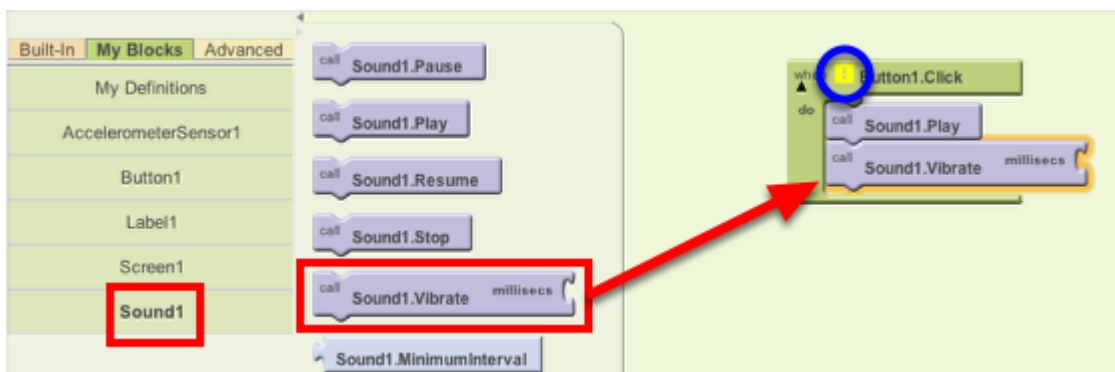 Built-In My Blocks Advanced
My Definitions
AccelerometerSensor1
Button1
Label1
Screen1
Sound1
call Sound1.Pause
call Sound1.Play
call Sound1.Resume
call Sound1.Stop
call Sound1.Vibrate millisecs
Sound1.MinimumInterval
when ! Button1.Click
do
call Sound1.Play
call Sound1.Vibrate millisecs